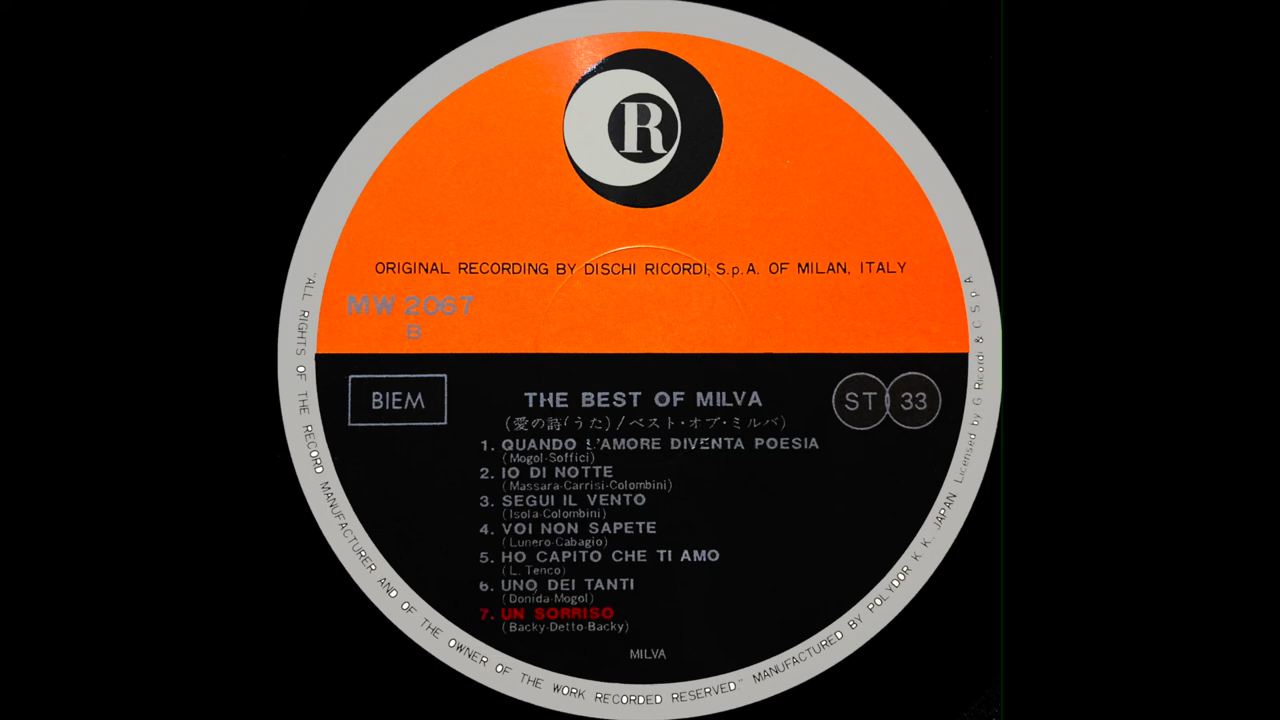 R
ORIGINAL RECORDING BY DISCHI RICORDI, S.p.A. OF MILAN, ITALY
MW 2067
B
BIEM
THE BEST OF MILVA
ST 33
(愛の詩(うた)/ベスト・オブ・ミルバ)
1. QUANDO L'AMORE DIVENTA POESIA
(Mogol-Soffici)
2. IO DI NOTTE
(Massara-Carrisi-Colombini)
3. SEGUI IL VENTO
(Isola-Colombini)
4. VOI NON SAPETE
(Lunero-Cabagio)
5. HO CAPITO CHE TI AMO
(L. Tenco)
6. UNO DEI TANTI
(Donida-Mogol)
7. UN SORRISO
(Backy-Detto-Backy)
MILVA
"ALL RIGHTS OF THE RECORD MANUFACTURER AND OF THE OWNER OF THE WORK RECORDED RESERVED" MANUFACTURED BY POLYDOR K. K. JAPAN Licensed by G Ricordi & C S p A